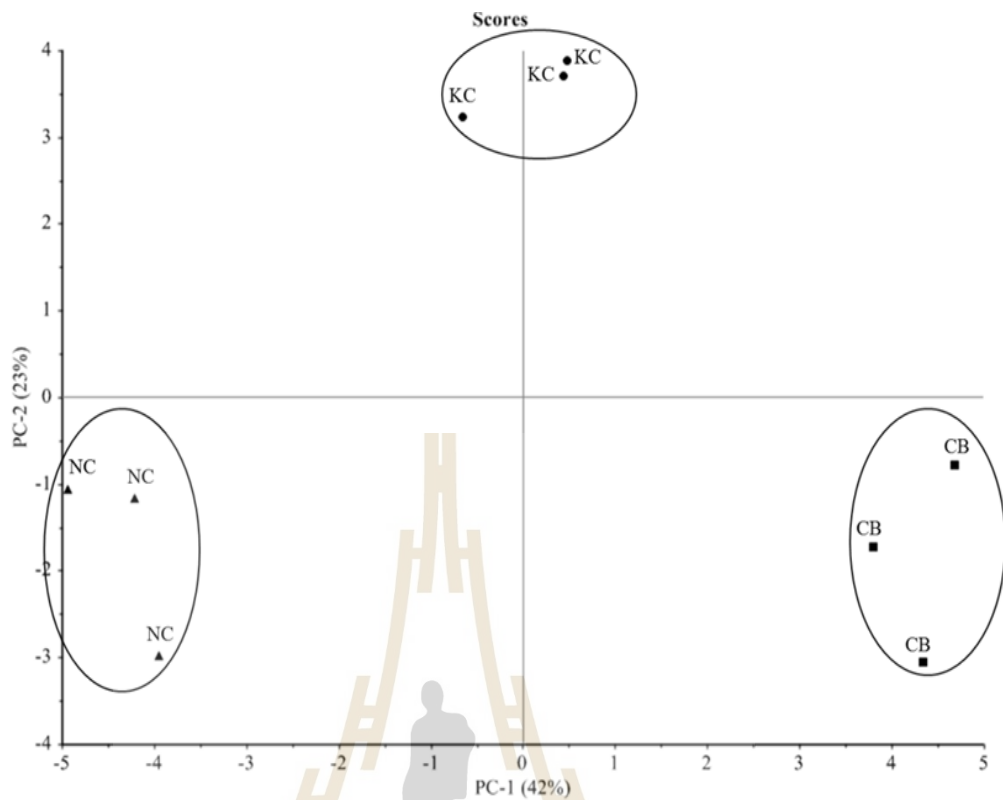 Scores
4
KC
KC
KC
3
2
1
0
PC-2 (23%)
NC
NC
-1
CB
CB
-2
NC
CB
-3
-4
-5 -4 -3 -2 -1 0 1 2 3 4 5
PC-1 (42%)